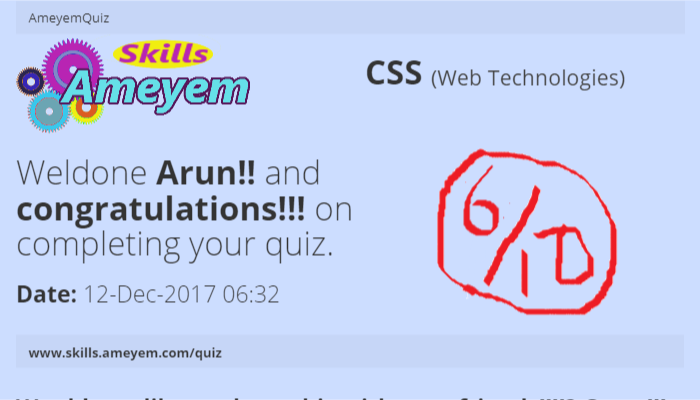 AmeyemQuiz
Skills
Ameyem
CSS (Web Technologies)
Weldone Arun!! and
congratulations!!! on
completing your quiz.
6/10
Date: 12-Dec-2017 06:32
www.skills.ameyem.com/quiz